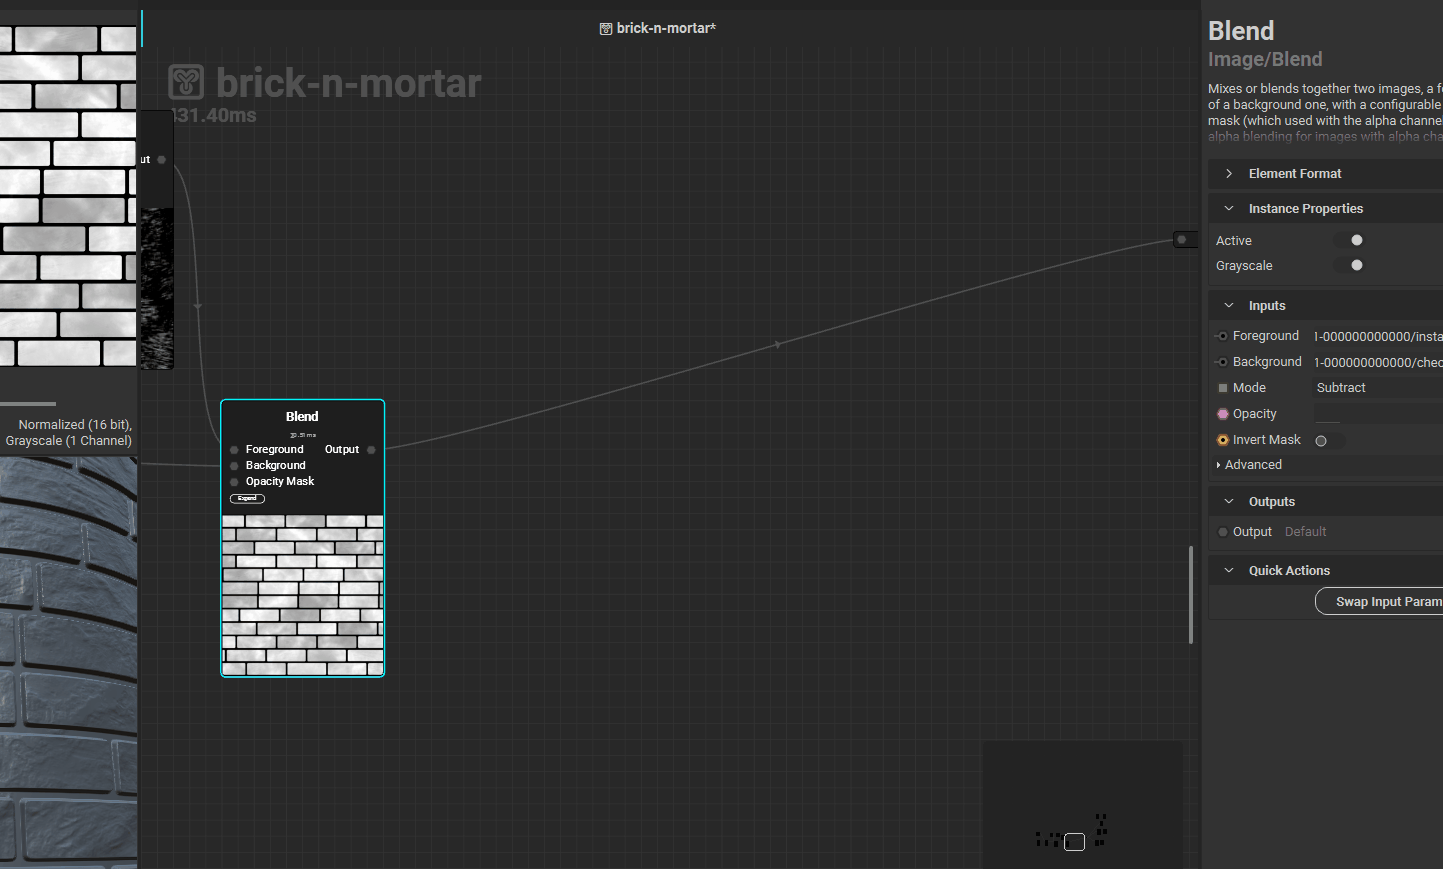 brick-n-mortar*
brick-n-mortar
431.40ms
ut
Normalized (16 bit),
Grayscale (1 Channel)
Blend
Foreground
Output
Background
Opacity Mask
Expand
Blend
Image/Blend
Mixes or blends together two images, a fo
of a background one, with a configurable
mask (which used with the alpha channel
alpha blending for images with alpha cha
Element Format
Instance Properties
Active
Grayscale
Inputs
Foreground 1-000000000000/insta
Background 1-000000000000/chec
Mode Subtract
Opacity
Invert Mask
Advanced
Outputs
Output Default
Quick Actions
Swap Input Param